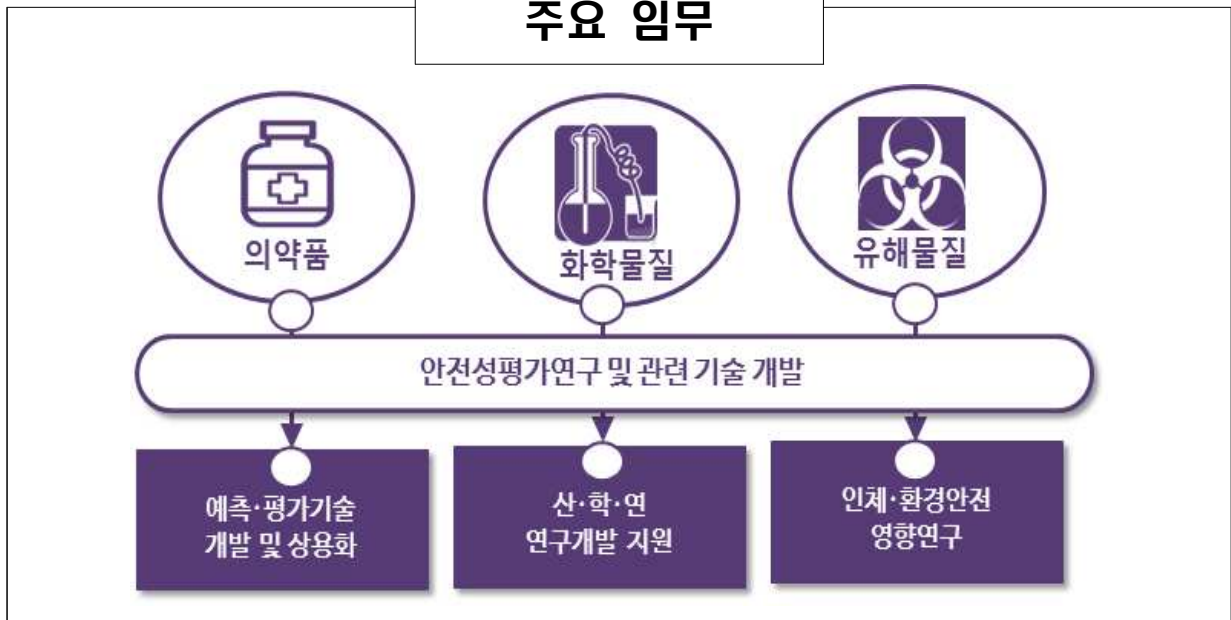 주요 임무
의약품
화학물질
유해물질
안전성평가연구 및 관련 기술 개발
예측·평가기술
개발 및 상용화
산·학·연
연구개발 지원
인체·환경안전
영향연구